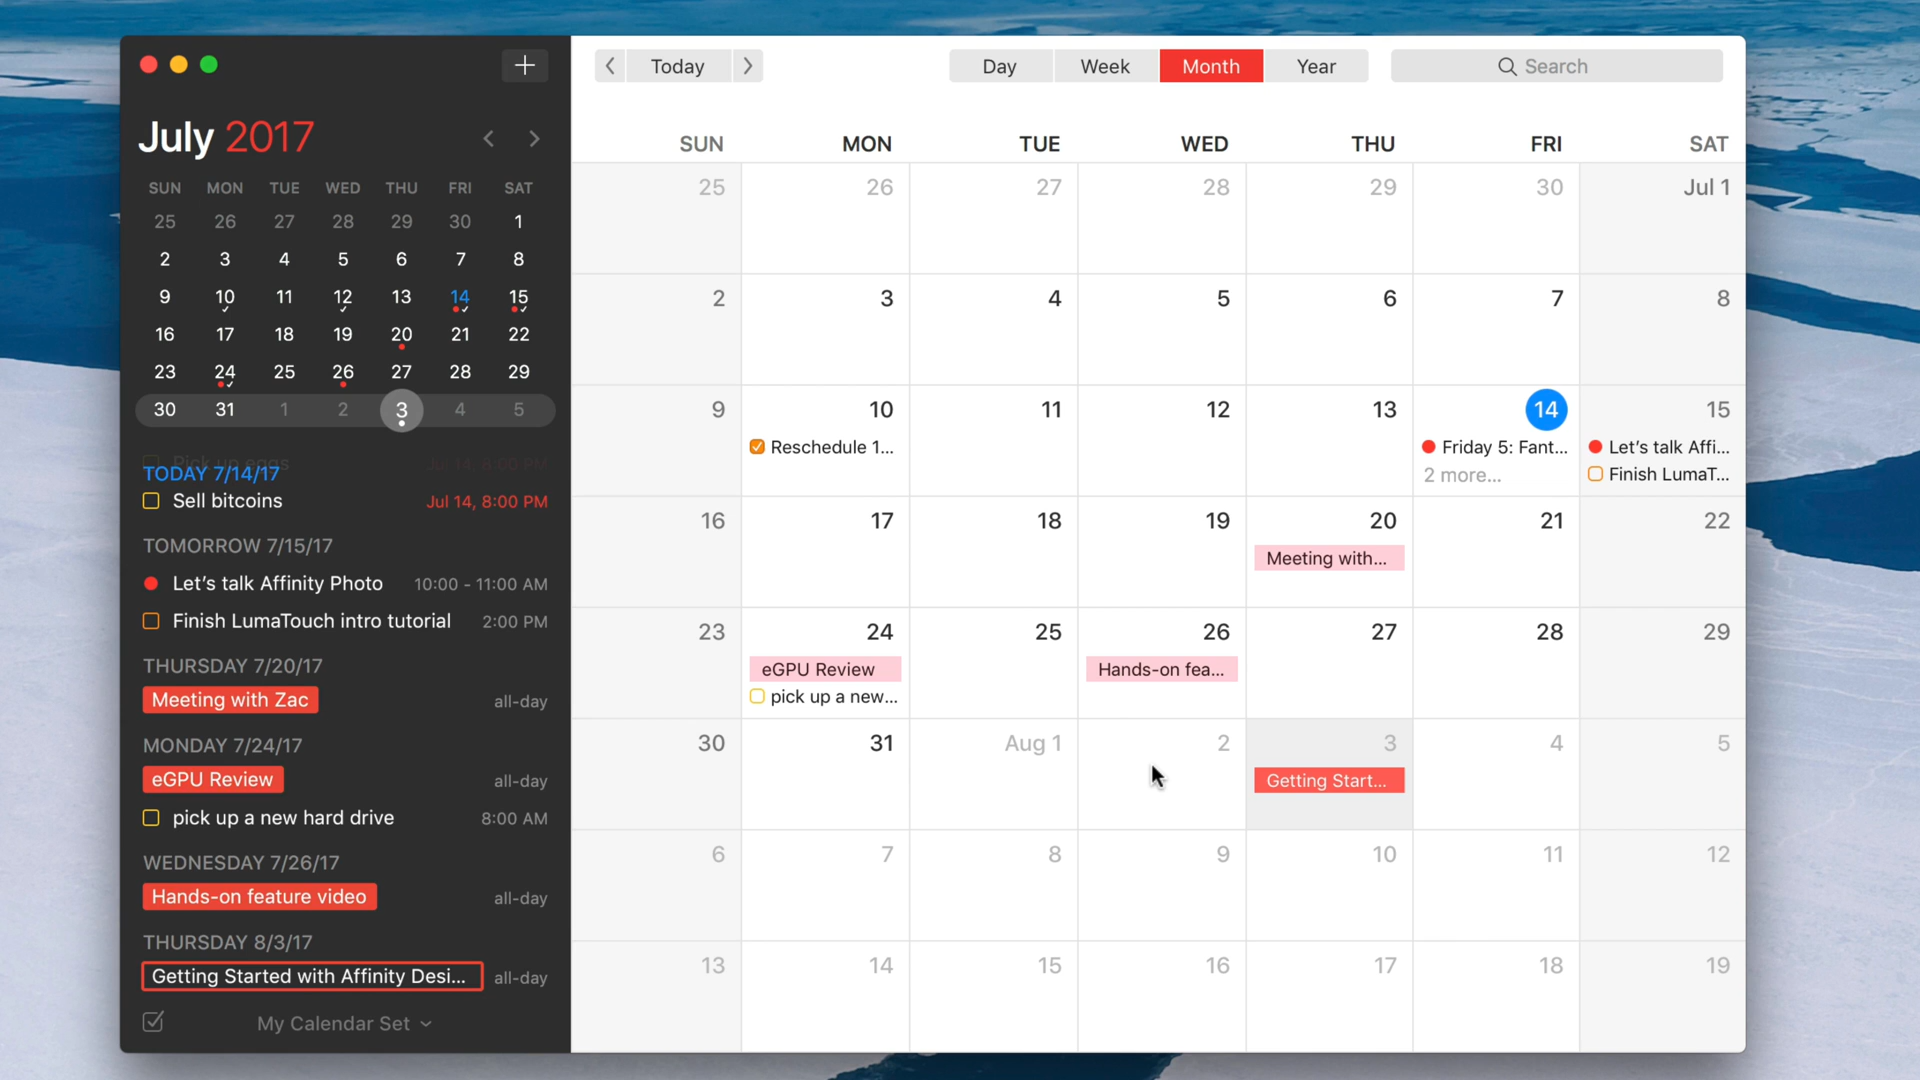 July 2017
SUN MON TUE WED THU FRI SAT
25 26 27 28 29 30 1
2 3 4 5 6 7 8
9 10 11 12 13 14 15
16 17 18 19 20 21 22
23 24 25 26 27 28 29
30 31 1 2 3 4 5
Pick up eggs Jul 14, 8:00 PM
TODAY 7/14/17
Sell bitcoins Jul 14, 8:00 PM
TOMORROW 7/15/17
Let's talk Affinity Photo 10:00 - 11:00 AM
Finish LumaTouch intro tutorial 2:00 PM
THURSDAY 7/20/17
Meeting with Zac all-day
MONDAY 7/24/17
eGPU Review all-day
pick up a new hard drive 8:00 AM
WEDNESDAY 7/26/17
Hands-on feature video all-day
THURSDAY 8/3/17
Getting Started with Affinity Desi... all-day
My Calendar Set
Today Day Week Month Year Search
SUN MON TUE WED THU FRI SAT
25 26 27 28 29 30 Jul 1
2 3 4 5 6 7 8
9 10 11 12 13 14 15
Reschedule 1... Friday 5: Fant... Let's talk Affi...
2 more... Finish LumaT...
16 17 18 19 20 21 22
Meeting with...
23 24 25 26 27 28 29
eGPU Review Hands-on fea...
pick up a new...
30 31 Aug 1 2 3 4 5
Getting Start...
6 7 8 9 10 11 12
13 14 15 16 17 18 19